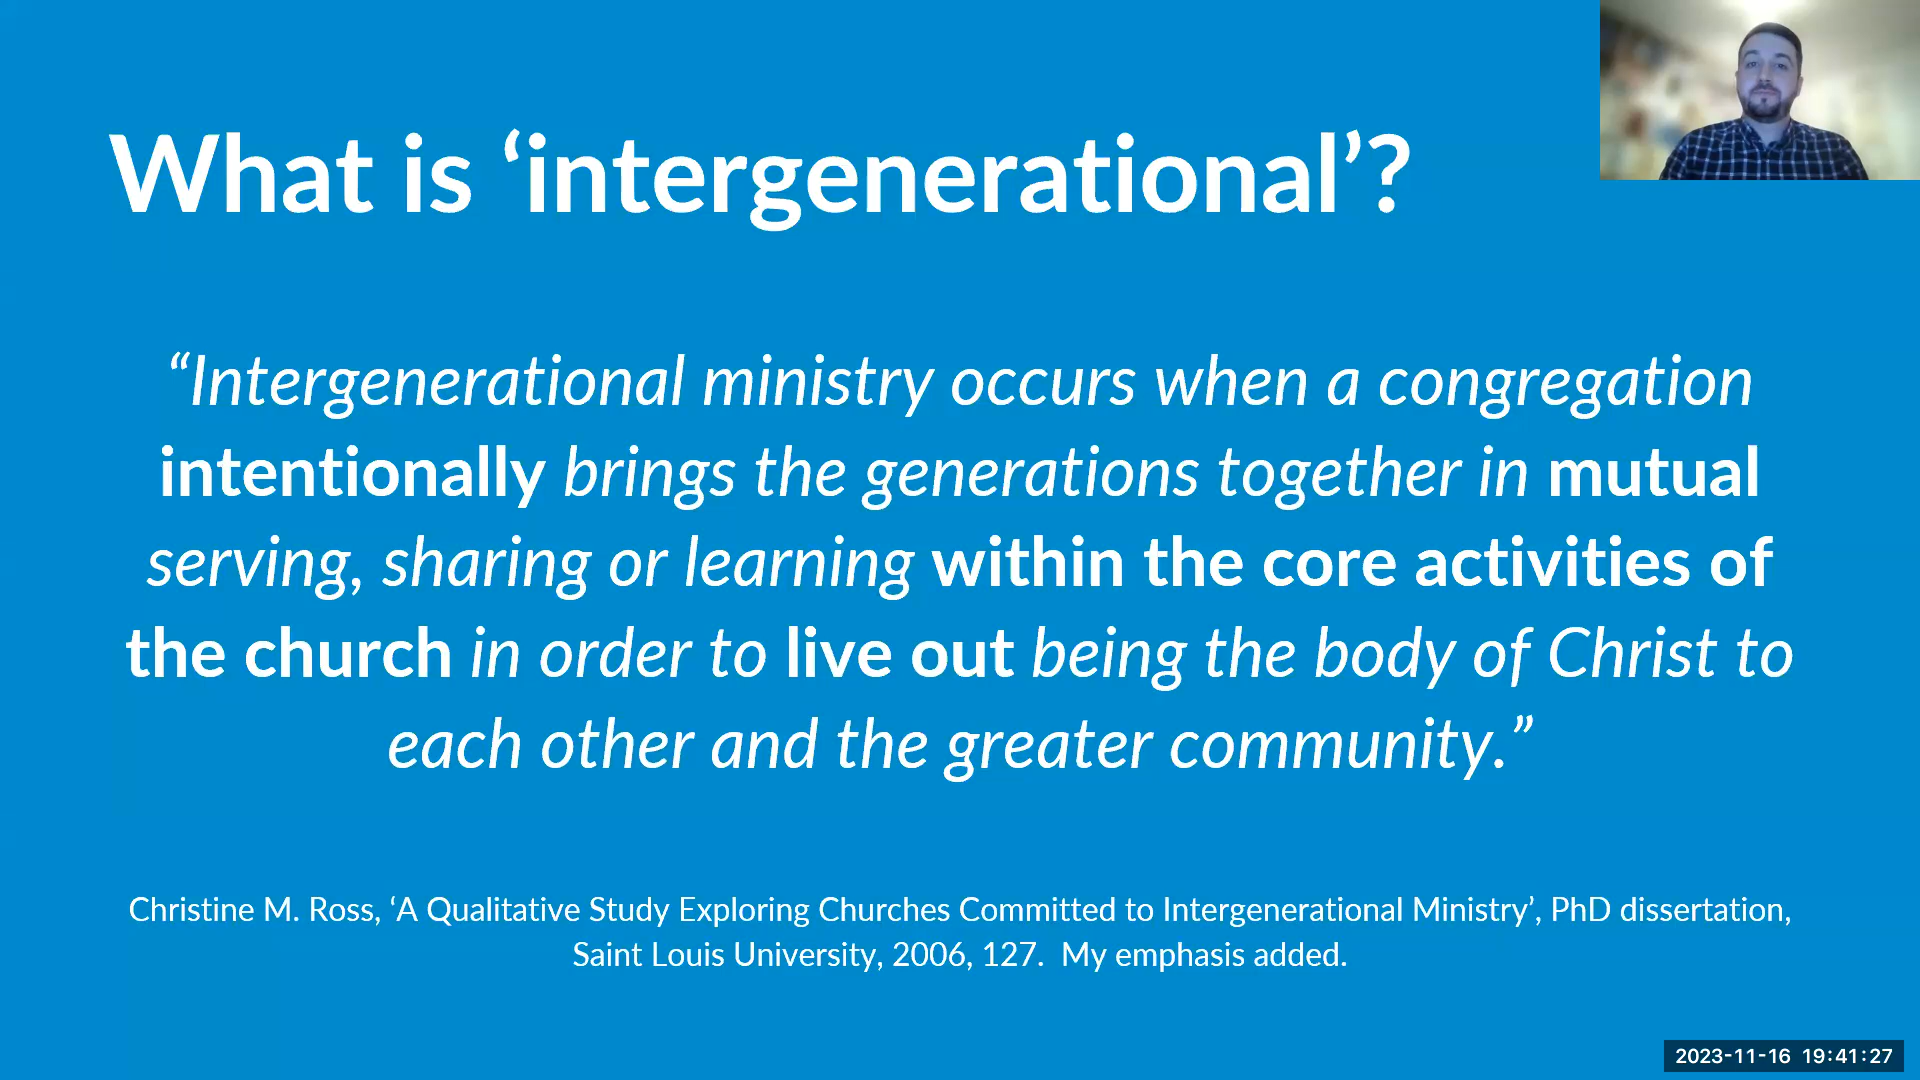 What is ‘intergenerational’?
“Intergenerational ministry occurs when a congregation
intentionally brings the generations together in mutual
serving, sharing or learning within the core activities of
the church in order to live out being the body of Christ to
each other and the greater community.”
Christine M. Ross, ‘A Qualitative Study Exploring Churches Committed to Intergenerational Ministry’, PhD dissertation,
Saint Louis University, 2006, 127.  My emphasis added.
2023-11-16  19:41:27